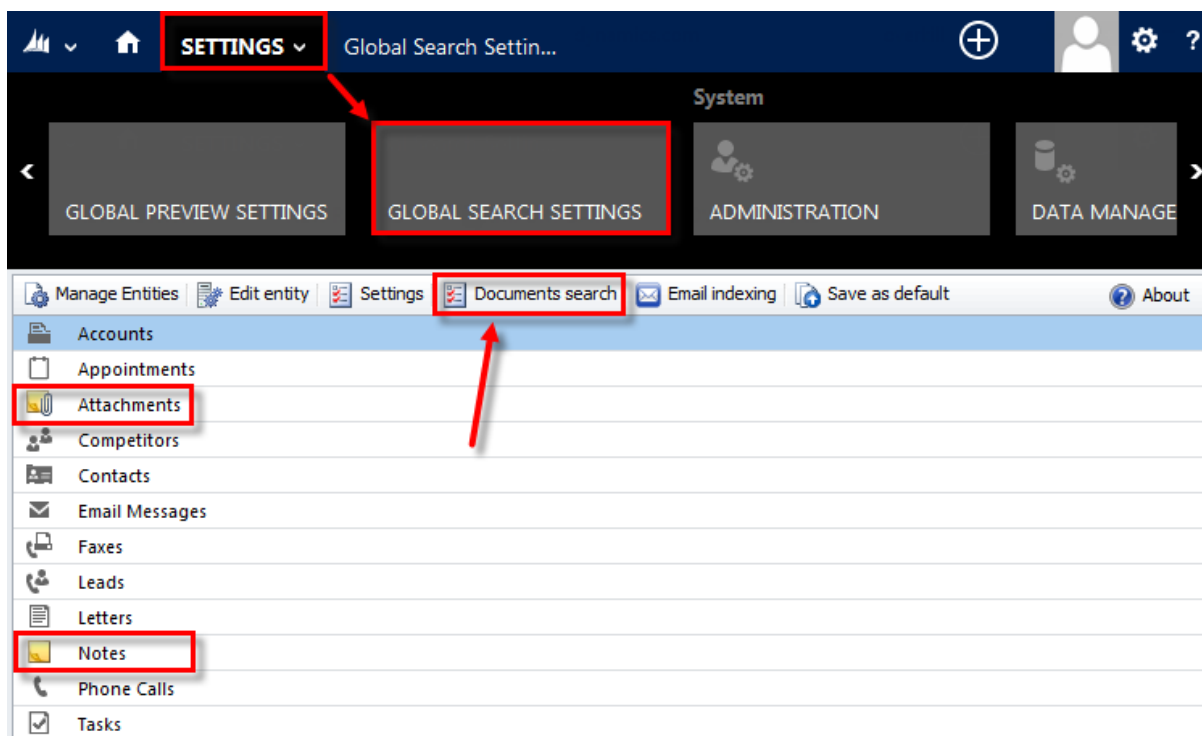 SETTINGS Global Search Settin... ?
System
GLOBAL PREVIEW SETTINGS GLOBAL SEARCH SETTINGS ADMINISTRATION DATA MANAGE
Manage Entities Edit entity Settings Documents search Email indexing Save as default About
Accounts
Appointments
Attachments
Competitors
Contacts
Email Messages
Faxes
Leads
Letters
Notes
Phone Calls
Tasks